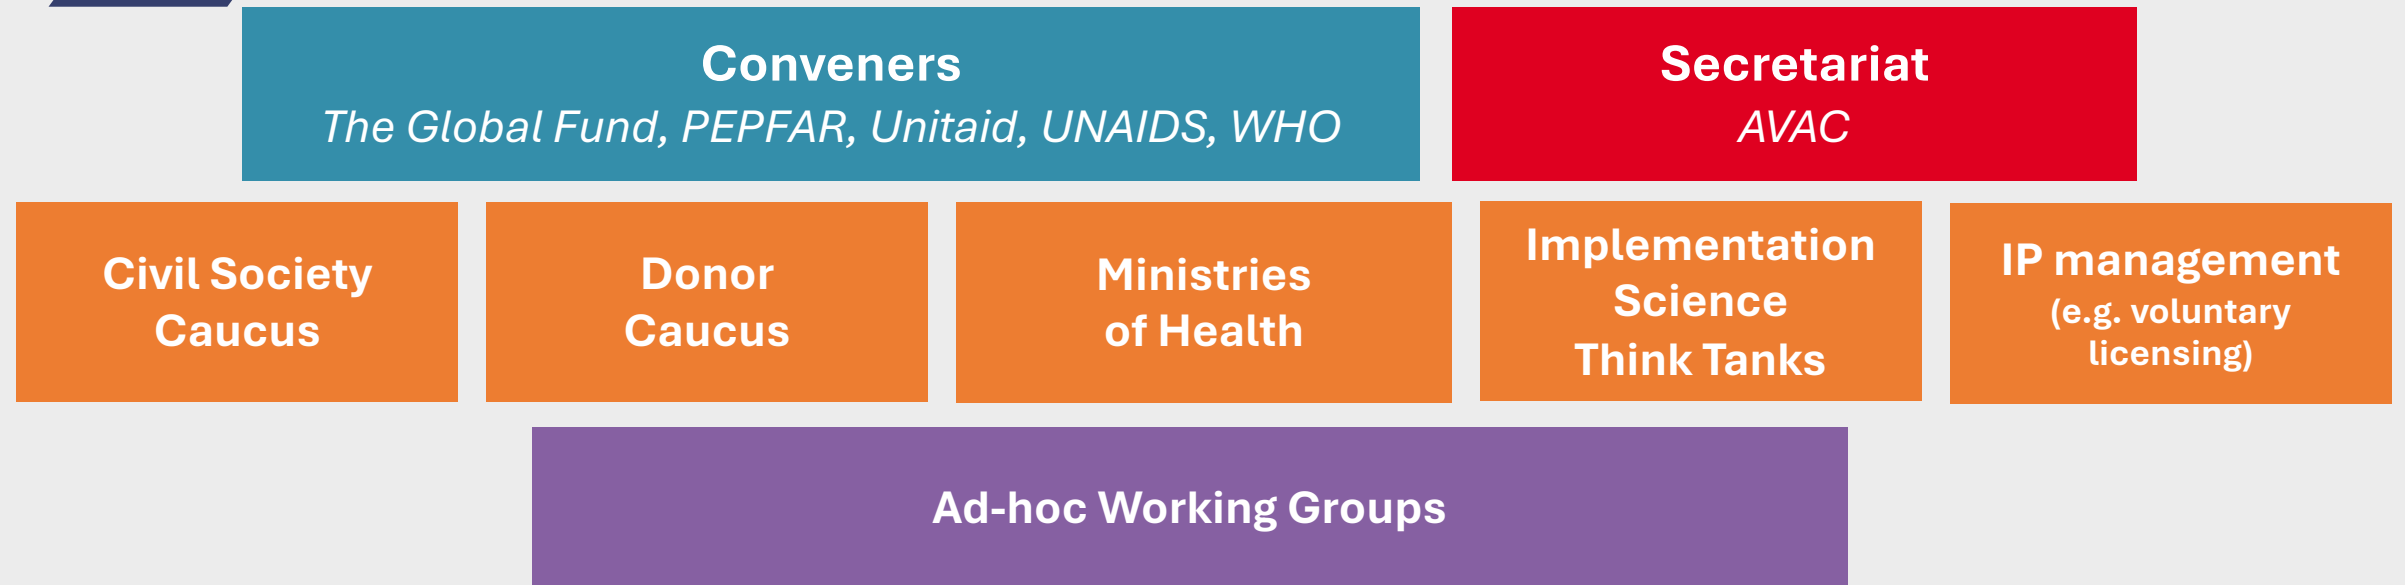 Conveners
The Global Fund, PEPFAR, Unitaid, UNAIDS, WHO
Secretariat
AVAC
Civil Society
Caucus
Donor
Caucus
Ministries
of Health
Implementation
Science
Think Tanks
IP management
(e.g. voluntary
licensing)
Ad-hoc Working Groups